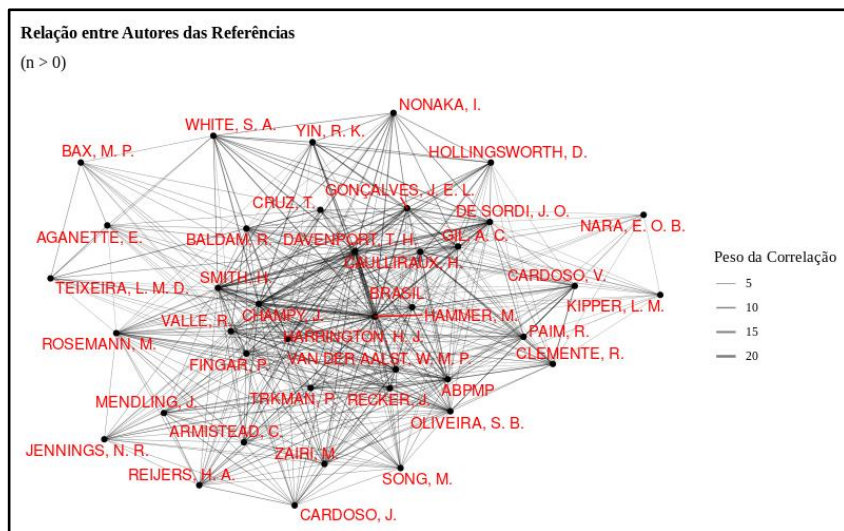 Relação entre Autores das Referências
(n > 0)
NONAKA, I.
WHITE, S. A.
YIN, R. K.
BAX, M. P.
HOLLINGSWORTH, D.
GONÇALVES, J. E. L.
CRUZ, T.
DE SORDI, J. O.
NARA, E. O. B.
AGANETTE, E.
BALDAM, R.
DAVENPORT, T. H.
GIL, A. C.
CAULLIRAUX, H.
Peso da Correlação
SMITH, H.
CARDOSO, V.
TEIXEIRA, L. M. D.
BRASIL
KIPPER, L. M.
5
CHAMPY, J.
HAMMER, M.
10
VALLE, R.
PAIM, R.
15
ROSEMANN, M.
HARRINGTON, H. J.
20
FINGAR, P.
VAN DER AALST, W. M. P.
CLEMENTE, R.
ABPMP
MENDLING, J.
TRKMAN, P.
RECKER, J.
OLIVEIRA, S. B.
ARMISTEAD, C.
JENNINGS, N. R.
ZAIRI, M.
REIJERS, H. A.
SONG, M.
CARDOSO, J.